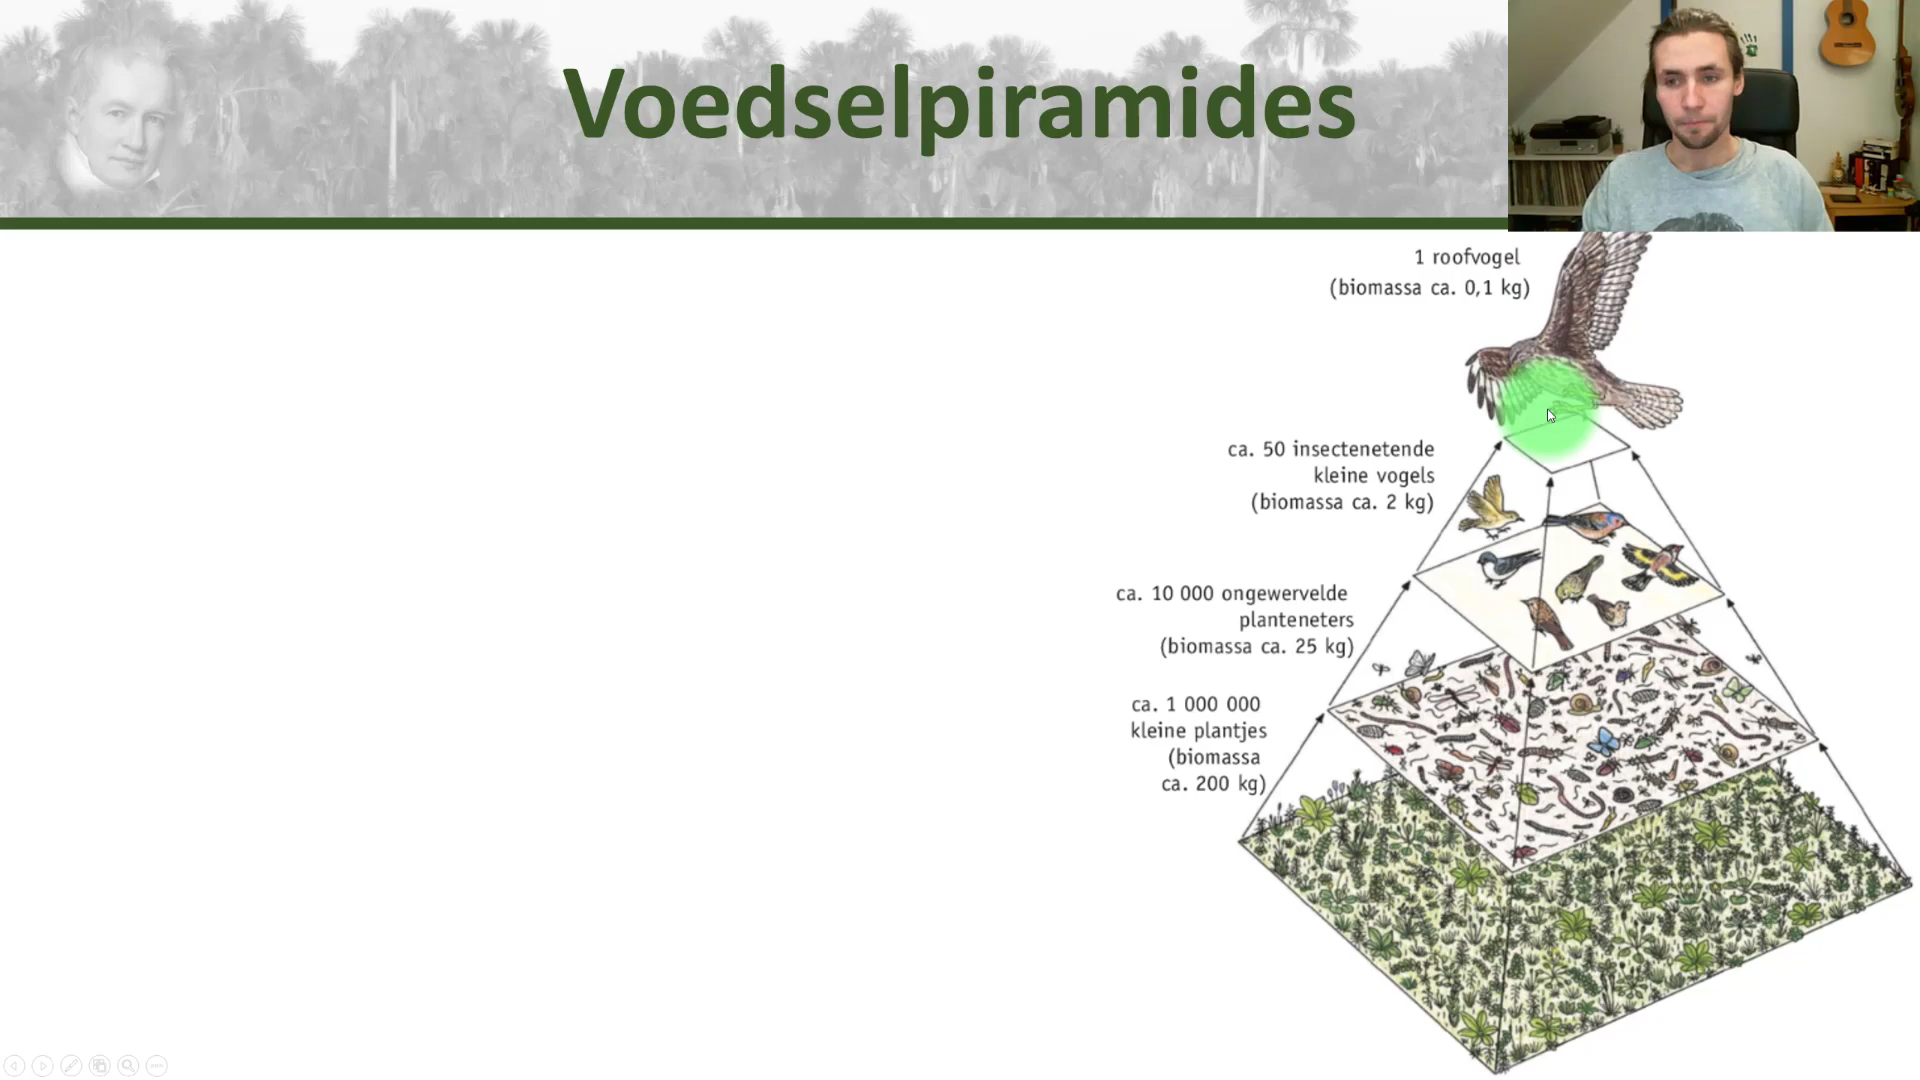 Voedselpiramides
1 roofvogel
(biomassa ca. 0,1 kg)
ca. 50 insectenetende
kleine vogels
(biomassa ca. 2 kg)
ca. 10 000 ongewervelde
planteneters
(biomassa ca. 25 kg)
ca. 1 000 000
kleine plantjes
(biomassa
ca. 200 kg)